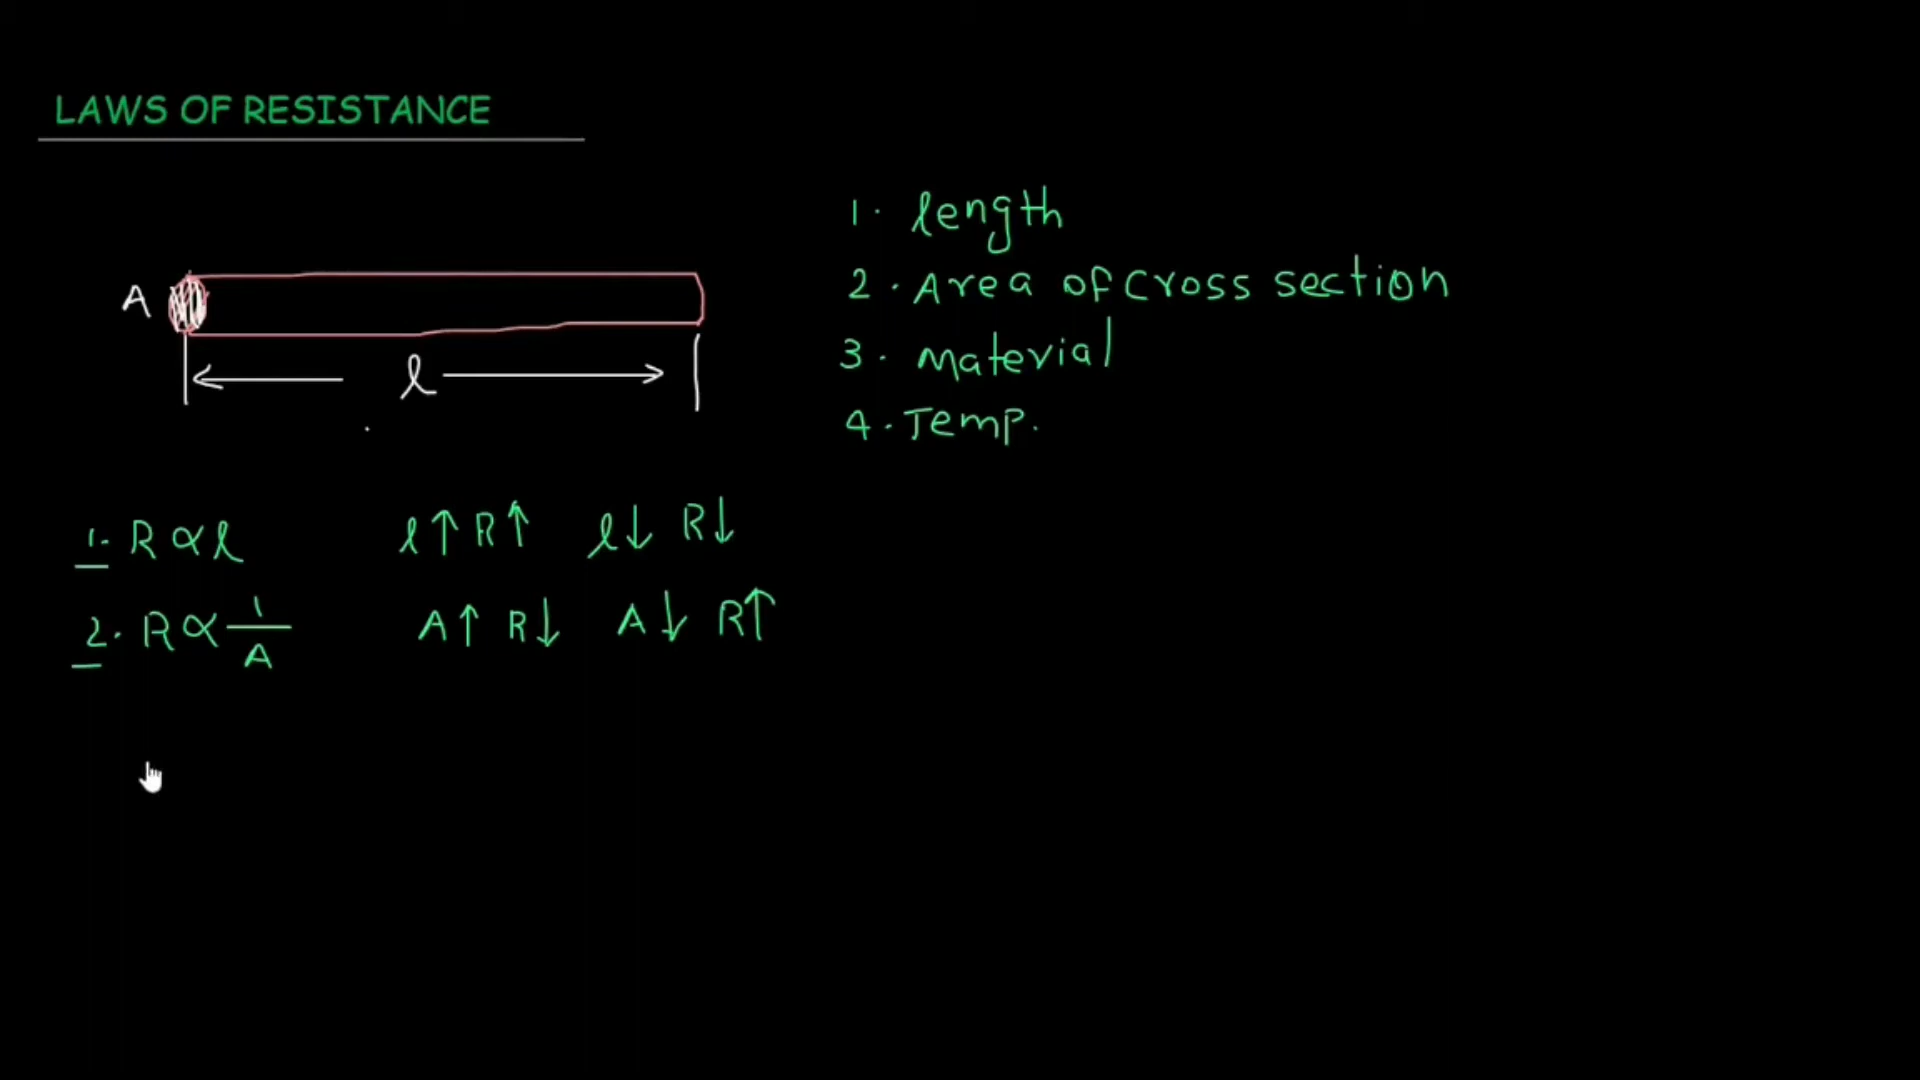 LAWS OF RESISTANCE
1. length
2. Area of cross section
3. Material
4. Temp.
A
l
1. R ∝ l    l↑ R↑    l↓ R↓
2. R ∝ 1/A    A↑ R↓    A↓ R↑